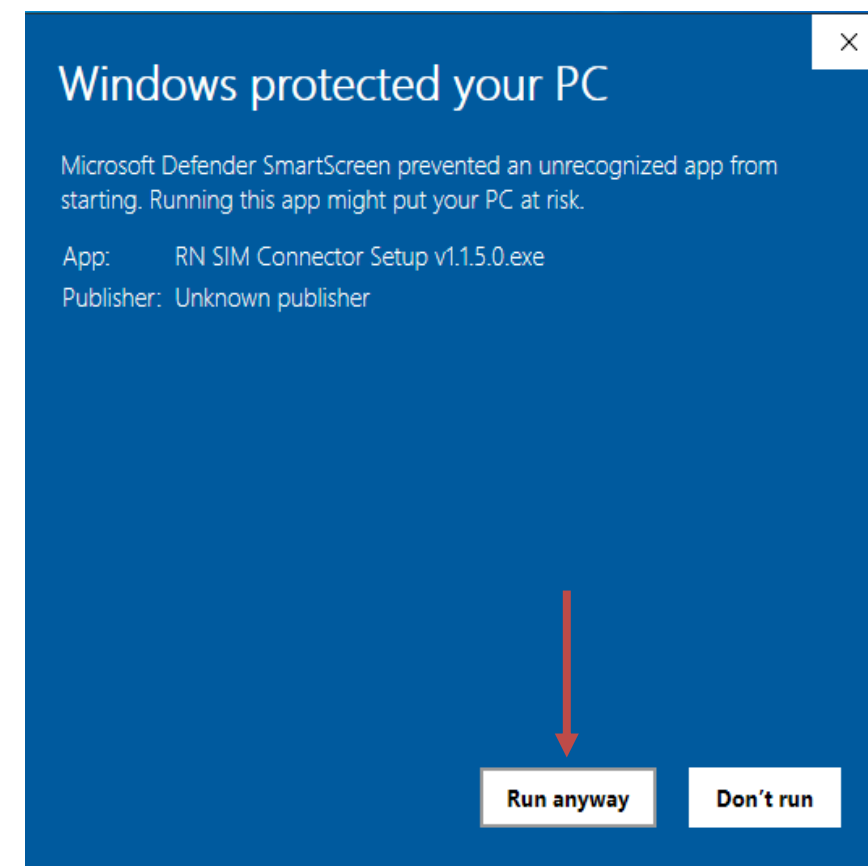 Windows protected your PC
Microsoft Defender SmartScreen prevented an unrecognized app from
starting. Running this app might put your PC at risk.
App: RN SIM Connector Setup v1.1.5.0.exe
Publisher: Unknown publisher
Run anyway Don't run